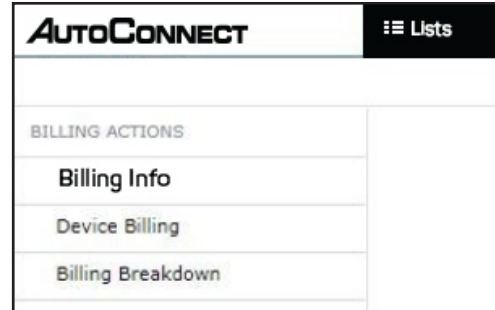 AUTOCONNECT
Lists
BILLING ACTIONS
Billing Info
Device Billing
Billing Breakdown